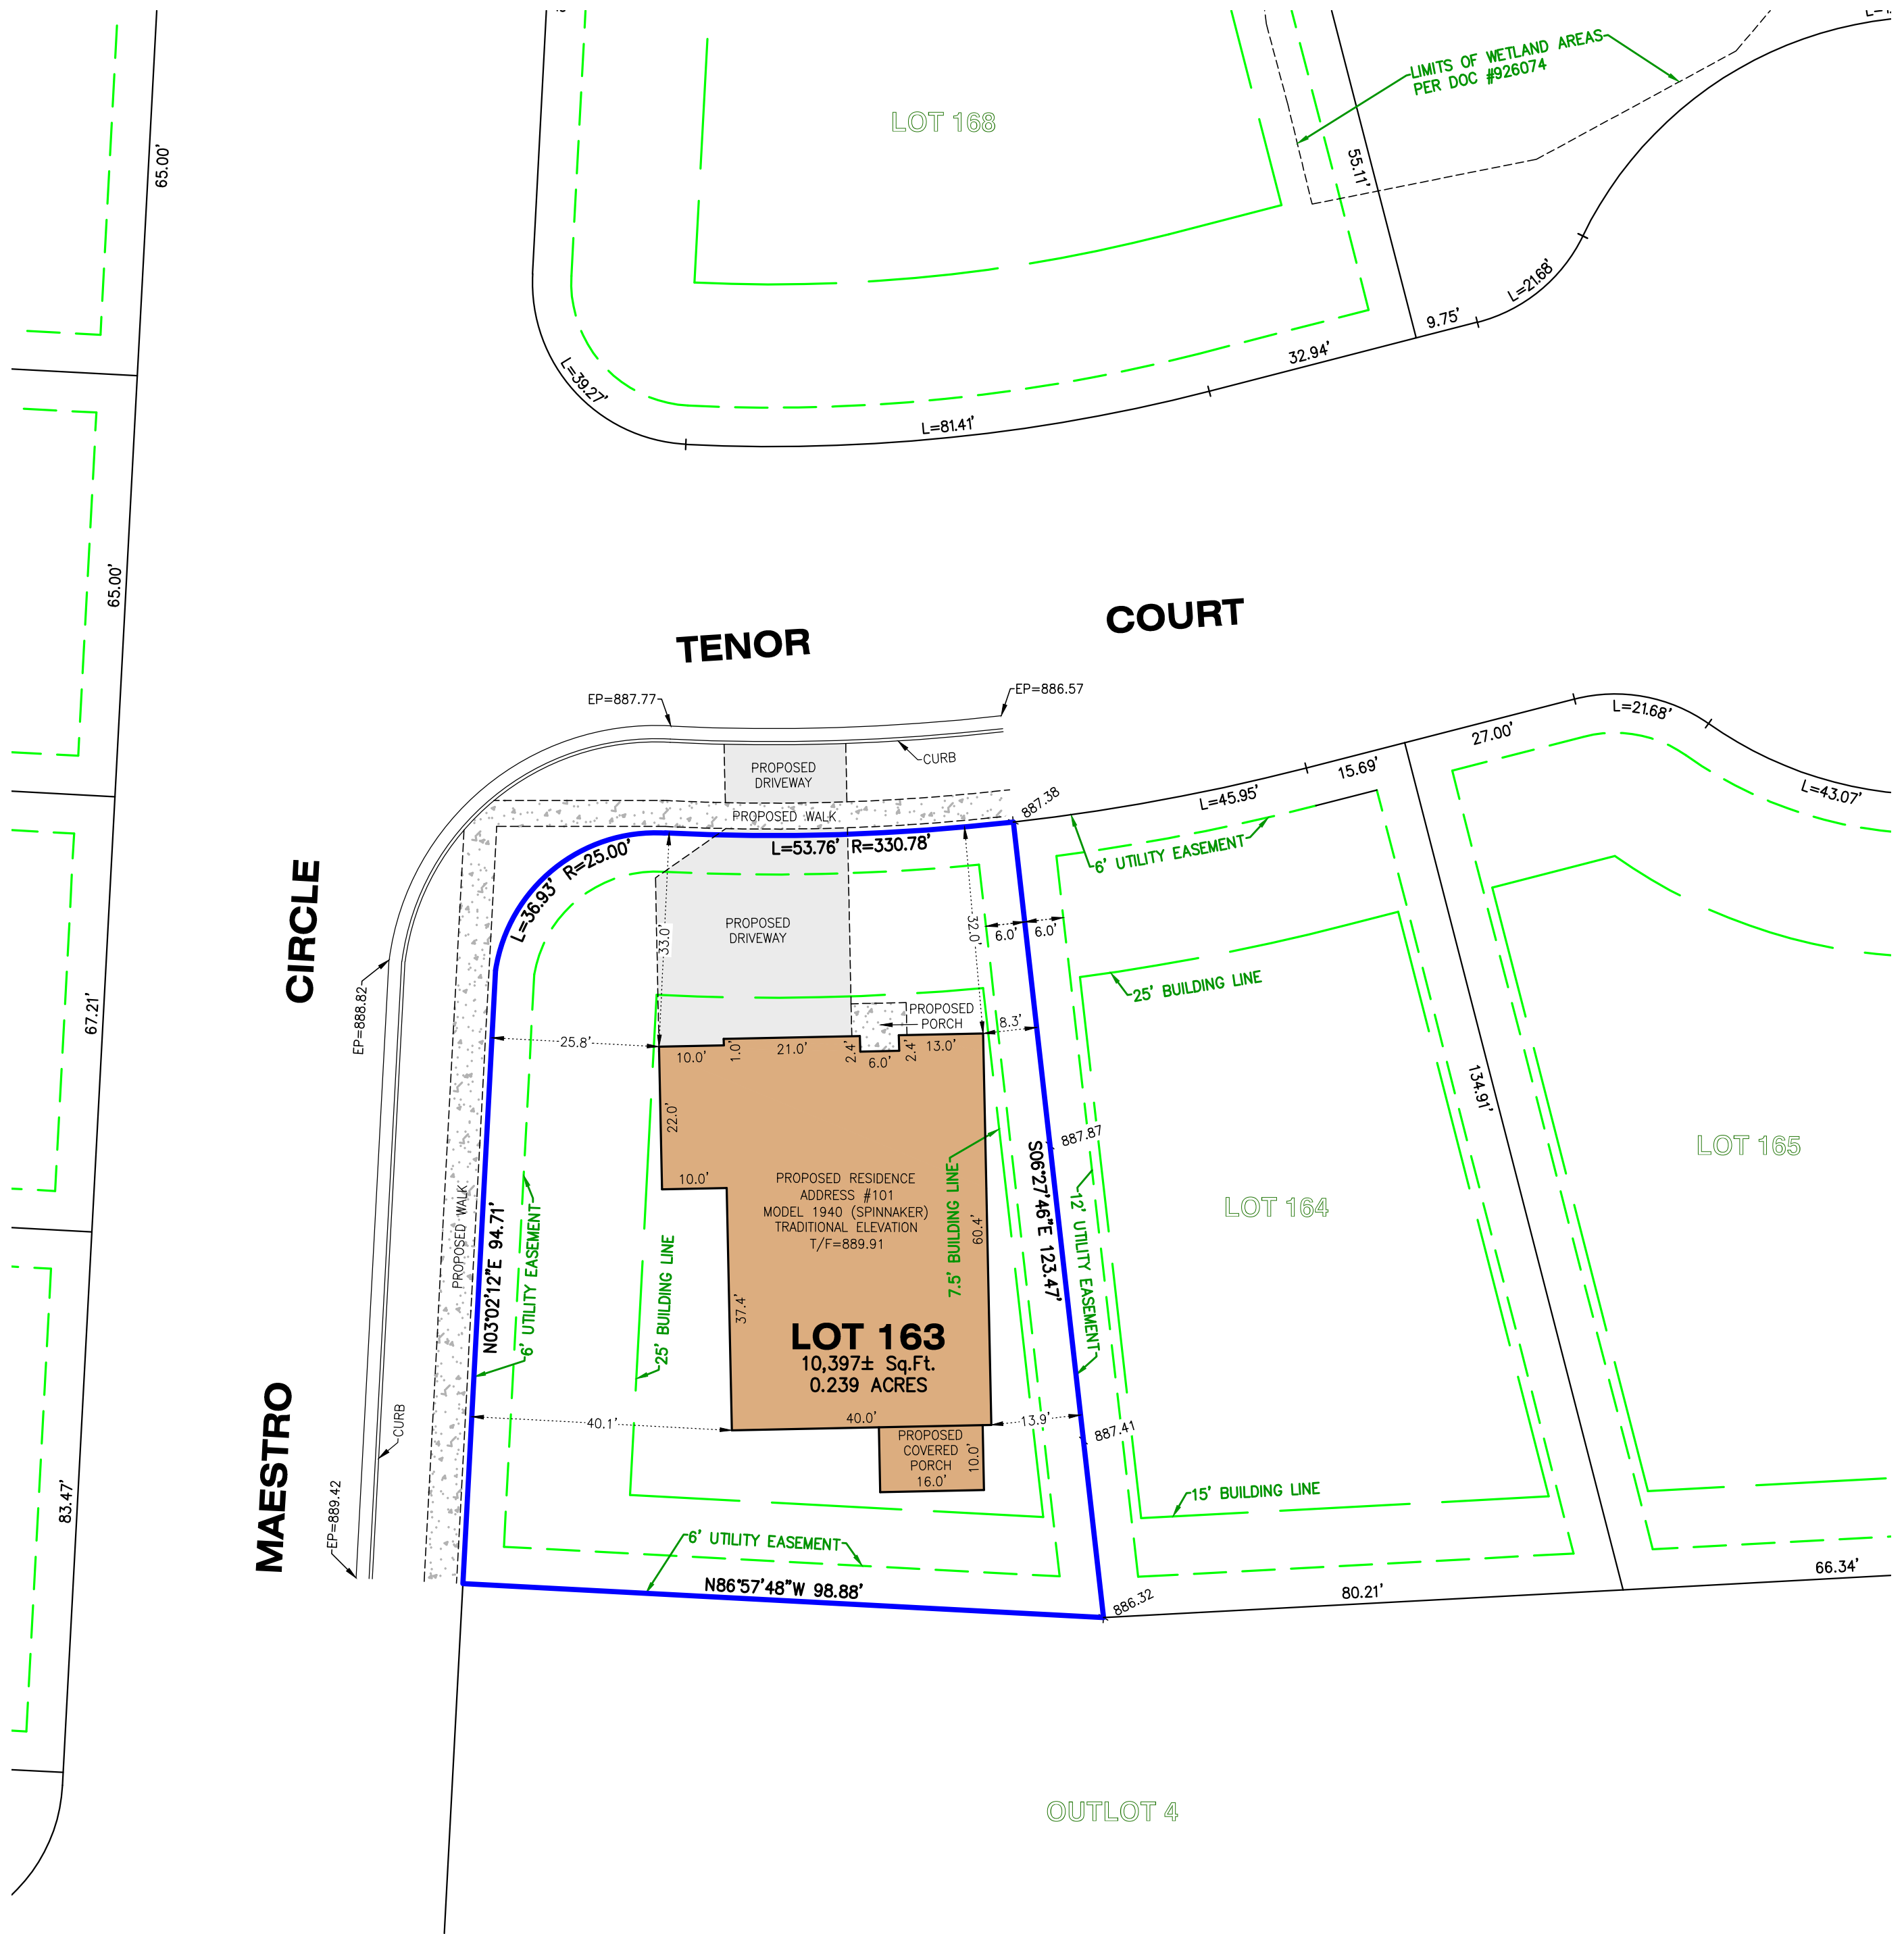 LIMITS OF WETLAND AREAS
PER DOC #926074
LOT 168
65.00'
55.11'
L=21.68'
9.75'
32.94'
L=39.27'
L=81.41'
65.00'
TENOR
COURT
EP=887.77
EP=886.57
CURB
PROPOSED
DRIVEWAY
PROPOSED WALK
887.38
L=45.95'
15.69'
27.00'
L=21.68'
L=43.07'
6' UTILITY EASEMENT
L=36.93' R=25.00'
L=53.76' R=330.78'
CIRCLE
EP=888.82
67.21'
PROPOSED
DRIVEWAY
33.0'
32.0'
6.0'
6.0'
25' BUILDING LINE
PROPOSED
PORCH
8.3'
25.8'
10.0'
1.0'
21.0'
2.4'
6.0'
2.4'
13.0'
22.0'
10.0'
887.87
134.91'
LOT 165
LOT 164
PROPOSED RESIDENCE
ADDRESS #101
MODEL 1940 (SPINNAKER)
TRADITIONAL ELEVATION
T/F=889.91
60.4'
7.5' BUILDING LINE
S06°27'46"E 123.47'
12' UTILITY EASEMENT
PROPOSED WALK
N03°02'12"E 94.71'
6' UTILITY EASEMENT
25' BUILDING LINE
37.4'
LOT 163
10,397± Sq.Ft.
0.239 ACRES
MAESTRO
CURB
EP=889.42
83.47'
40.1'
40.0'
13.9'
887.41
PROPOSED
COVERED
PORCH
16.0'
10.0'
15' BUILDING LINE
6' UTILITY EASEMENT
N86°57'48"W 98.88'
886.32
80.21'
66.34'
OUTLOT 4